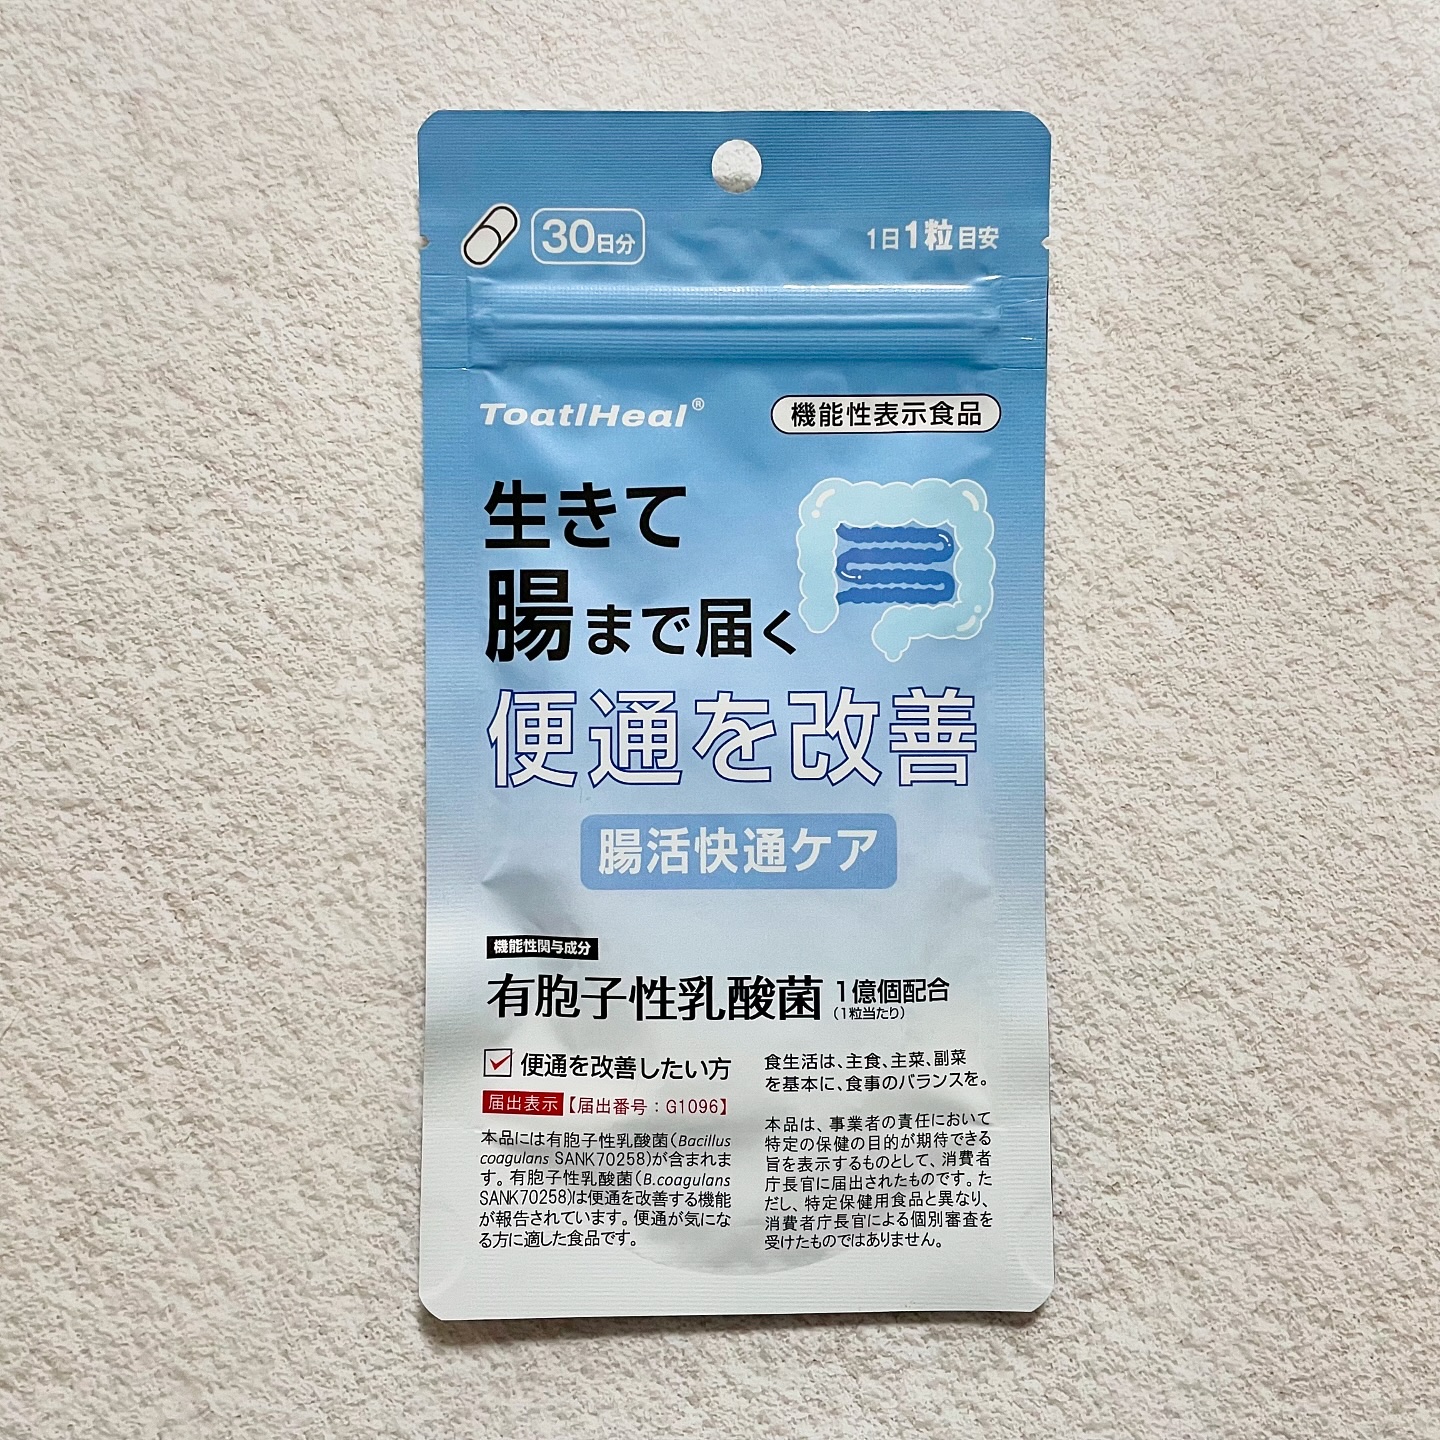 30日分
1日1粒目安
ToatlHeal®
機能性表示食品
生きて
腸まで届く
便通を改善
腸活快通ケア
機能性関与成分
有胞子性乳酸菌 1億個配合
(1粒当たり)
便通を改善したい方
届出表示【届出番号:G1096】
本品には有胞子性乳酸菌(Bacillus
coagulans SANK70258)が含まれま
す。有胞子性乳酸菌(B.coagulans
SANK70258)は便通を改善する機能
が報告されています。便通が気にな
る方に適した食品です。
食生活は、主食、主菜、副菜
を基本に、食事のバランスを。
本品は、事業者の責任において
特定の保健の目的が期待できる
旨を表示するものとして、消費者
庁長官に届出されたものです。た
だし、特定保健用食品と異なり、
消費者庁長官による個別審査を
受けたものではありません。